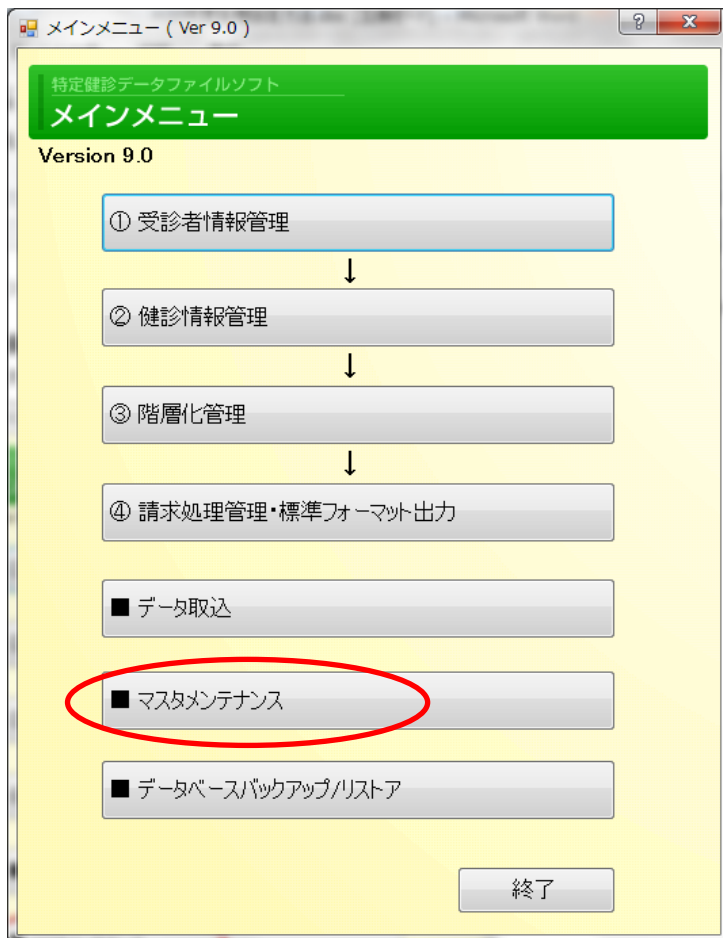 メインメニュー ( Ver 9.0 )
特定健診データファイルソフト
メインメニュー
Version 9.0
① 受診者情報管理
↓
② 健診情報管理
↓
③ 階層化管理
↓
④ 請求処理管理・標準フォーマット出力
■ データ取込
■ マスタメンテナンス
■ データベースバックアップ/リストア
終了